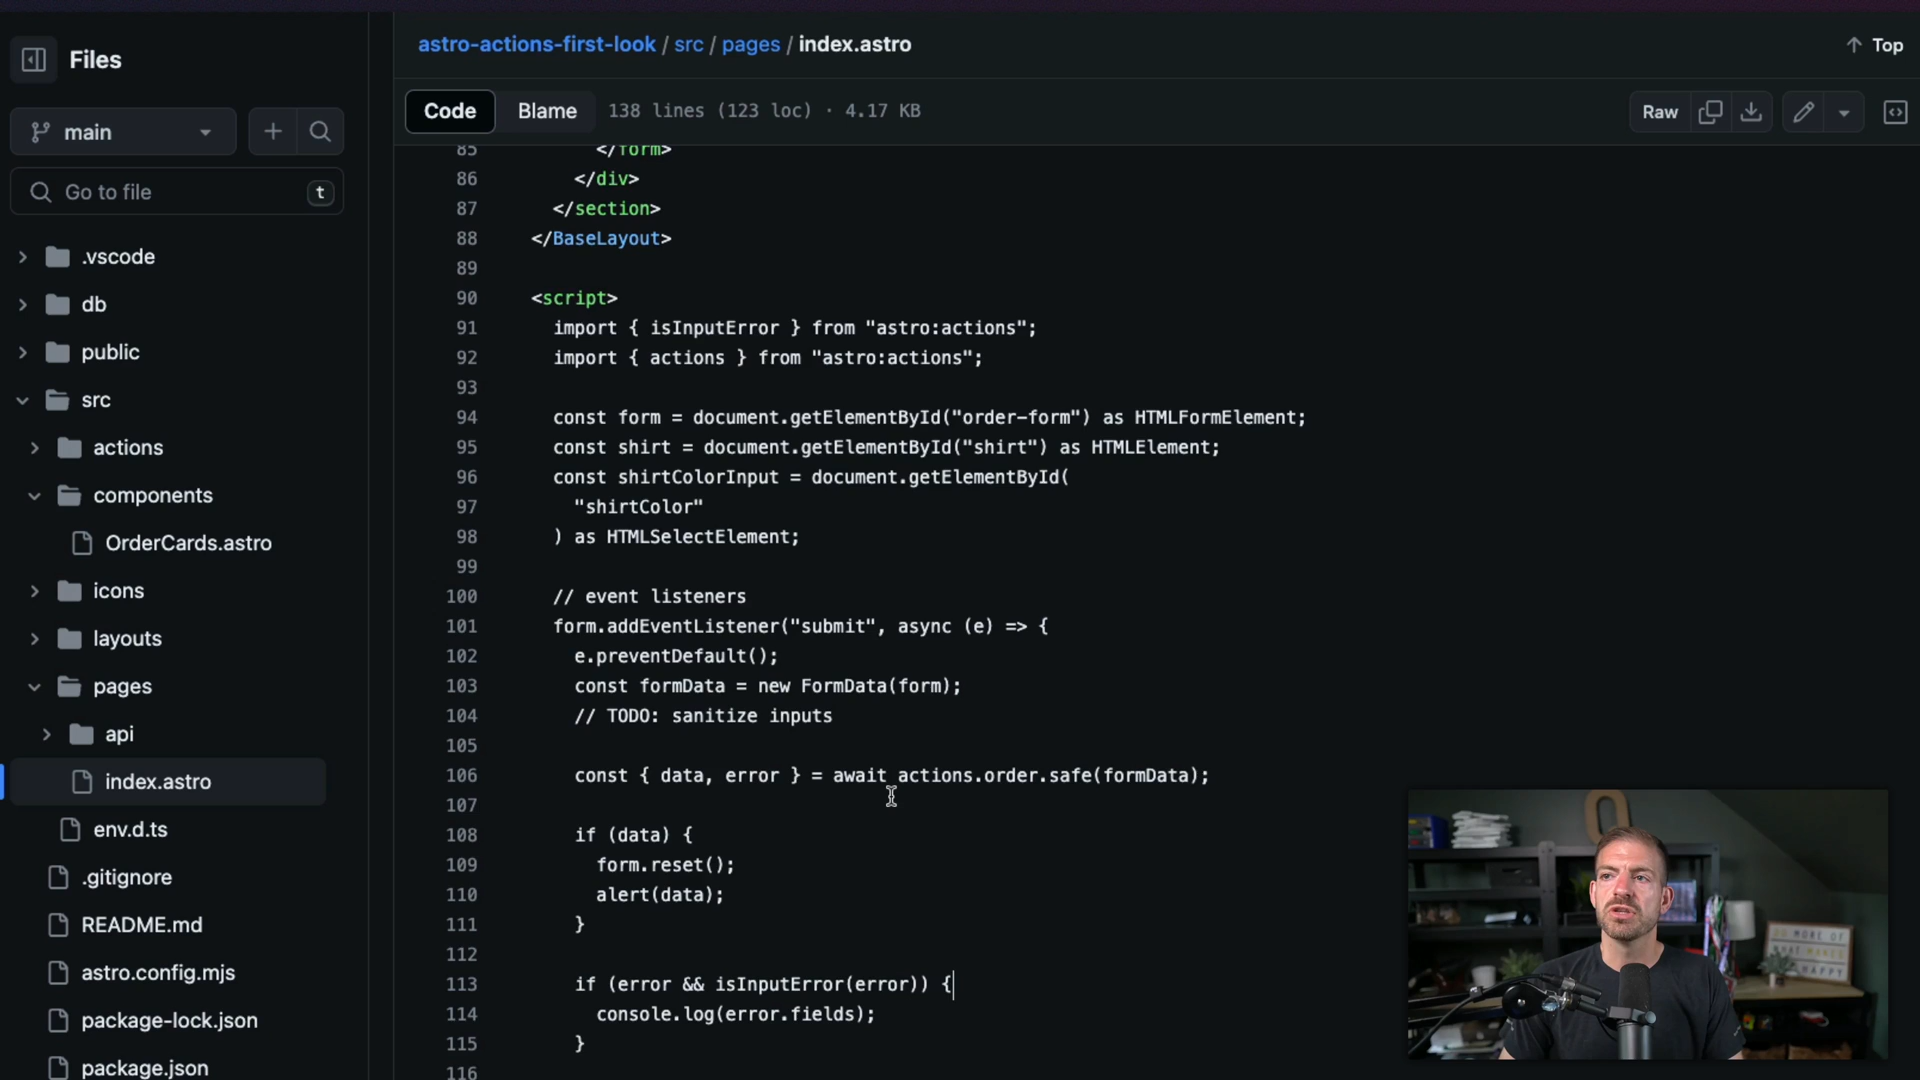 Files
main
Go to file
t
.vscode
db
public
src
actions
components
OrderCards.astro
icons
layouts
pages
api
index.astro
env.d.ts
.gitignore
README.md
astro.config.mjs
package-lock.json
package.json
astro-actions-first-look / src / pages / index.astro
Top
Code Blame 138 lines (123 loc) · 4.17 KB
Raw
85 </form>
86 </div>
87 </section>
88 </BaseLayout>
89
90 <script>
91 import { isInputError } from "astro:actions";
92 import { actions } from "astro:actions";
93
94 const form = document.getElementById("order-form") as HTMLFormElement;
95 const shirt = document.getElementById("shirt") as HTMLElement;
96 const shirtColorInput = document.getElementById(
97 "shirtColor"
98 ) as HTMLSelectElement;
99
100 // event listeners
101 form.addEventListener("submit", async (e) => {
102 e.preventDefault();
103 const formData = new FormData(form);
104 // TODO: sanitize inputs
105
106 const { data, error } = await actions.order.safe(formData);
107
108 if (data) {
109 form.reset();
110 alert(data);
111 }
112
113 if (error && isInputError(error)) {
114 console.log(error.fields);
115 }
116
DO MORE OF
WHAT MAKES
HAPPY